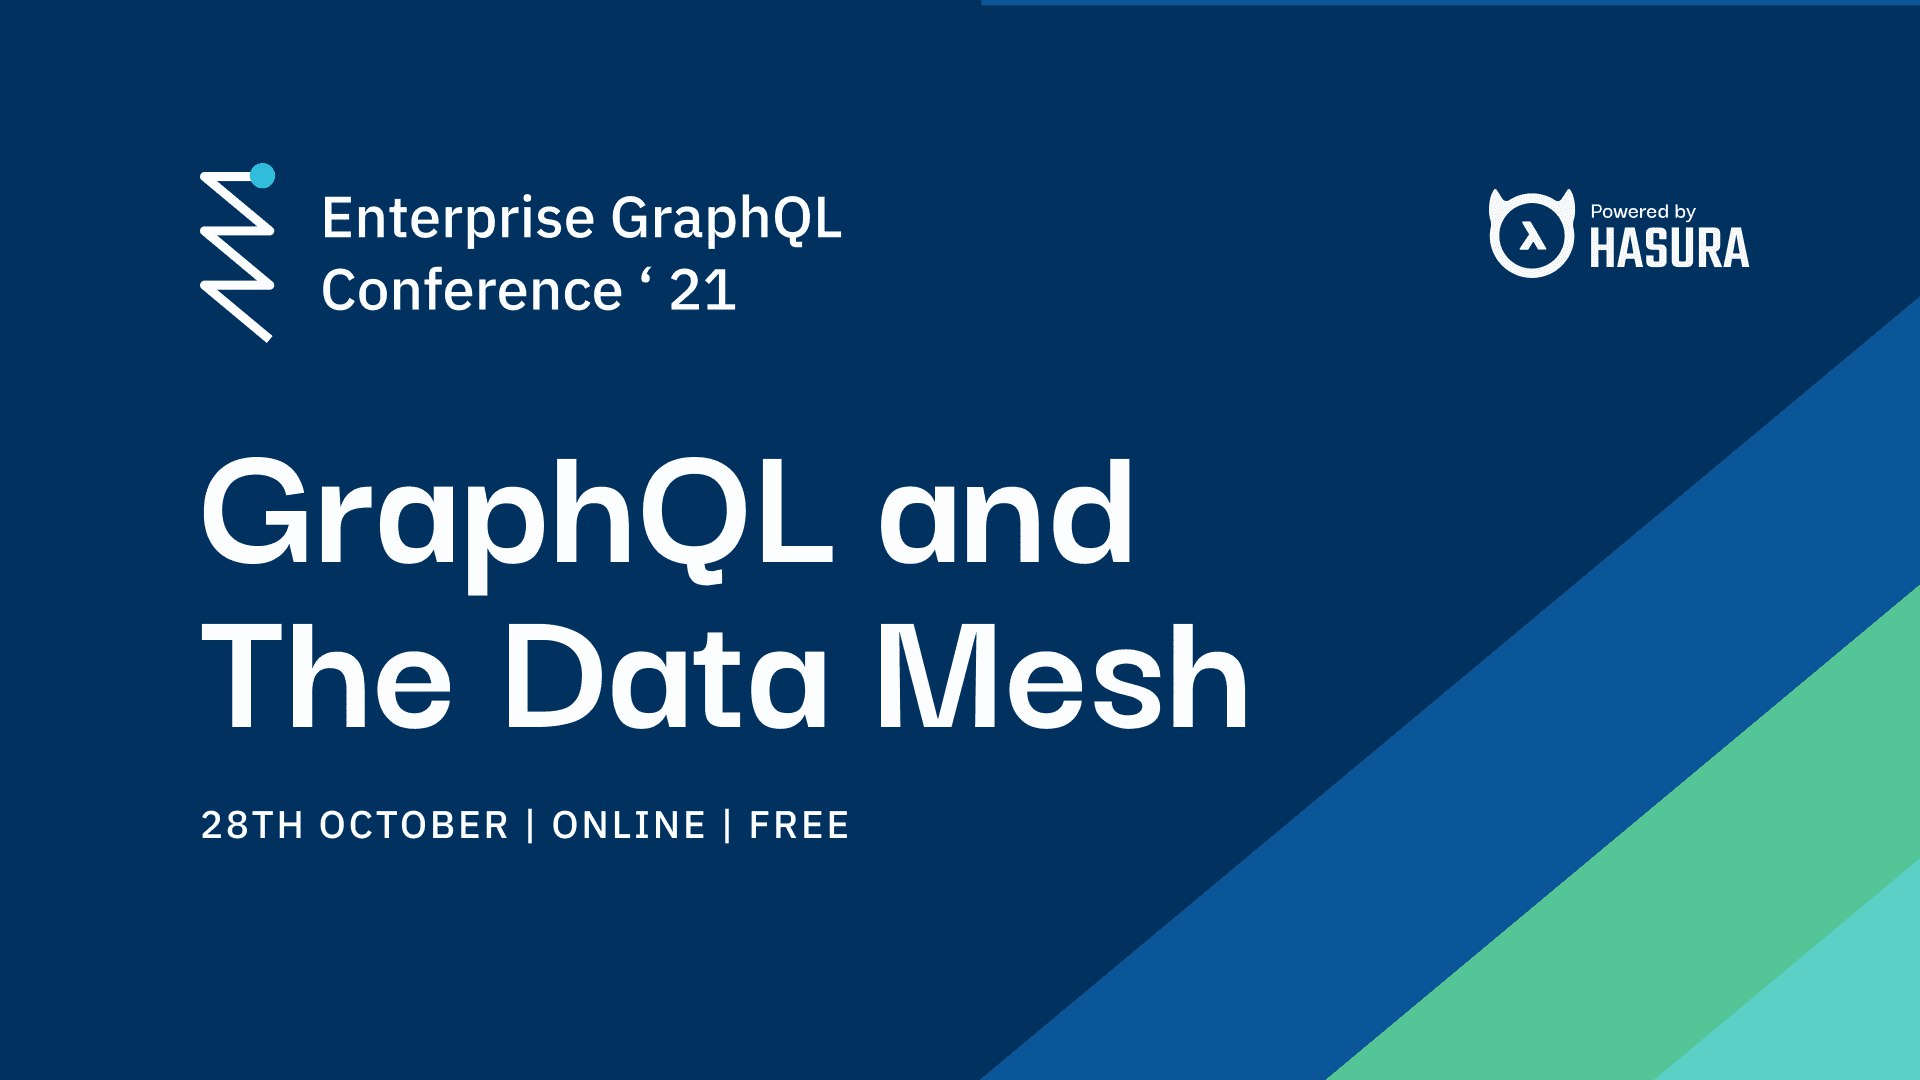 Enterprise GraphQL
Conference ‘ 21
Powered by
HASURA
GraphQL and
The Data Mesh
28TH OCTOBER | ONLINE | FREE